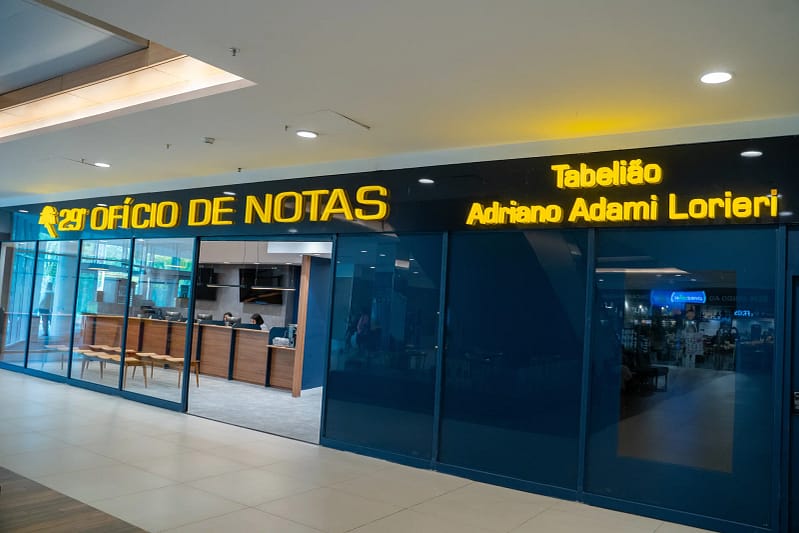 29º OFÍCIO DE NOTAS
Tabelião
Adriano Adami Lorieri